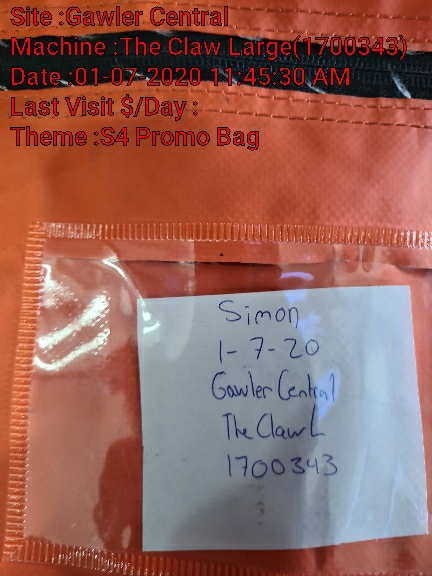 Site :Gawler Central
Machine :The Claw Large(1700343)
Date :01-07-2020 11:45:30 AM
Last Visit $/Day :
Theme :S4 Promo Bag
Simon
1-7-20
Gawler Central
The Claw L
1700343